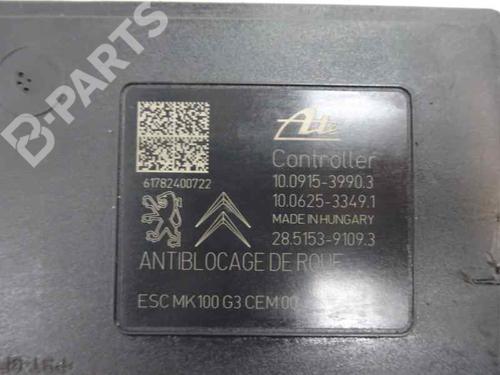 B-PARTS
Ate
Controller
61782400722
10.0915-3990.3
10.0625-3349.1
MADE IN HUNGARY
28.5153-9109.3
ANTIBLOCAGE DE ROUE
ESC MK100 G3 CEM 00